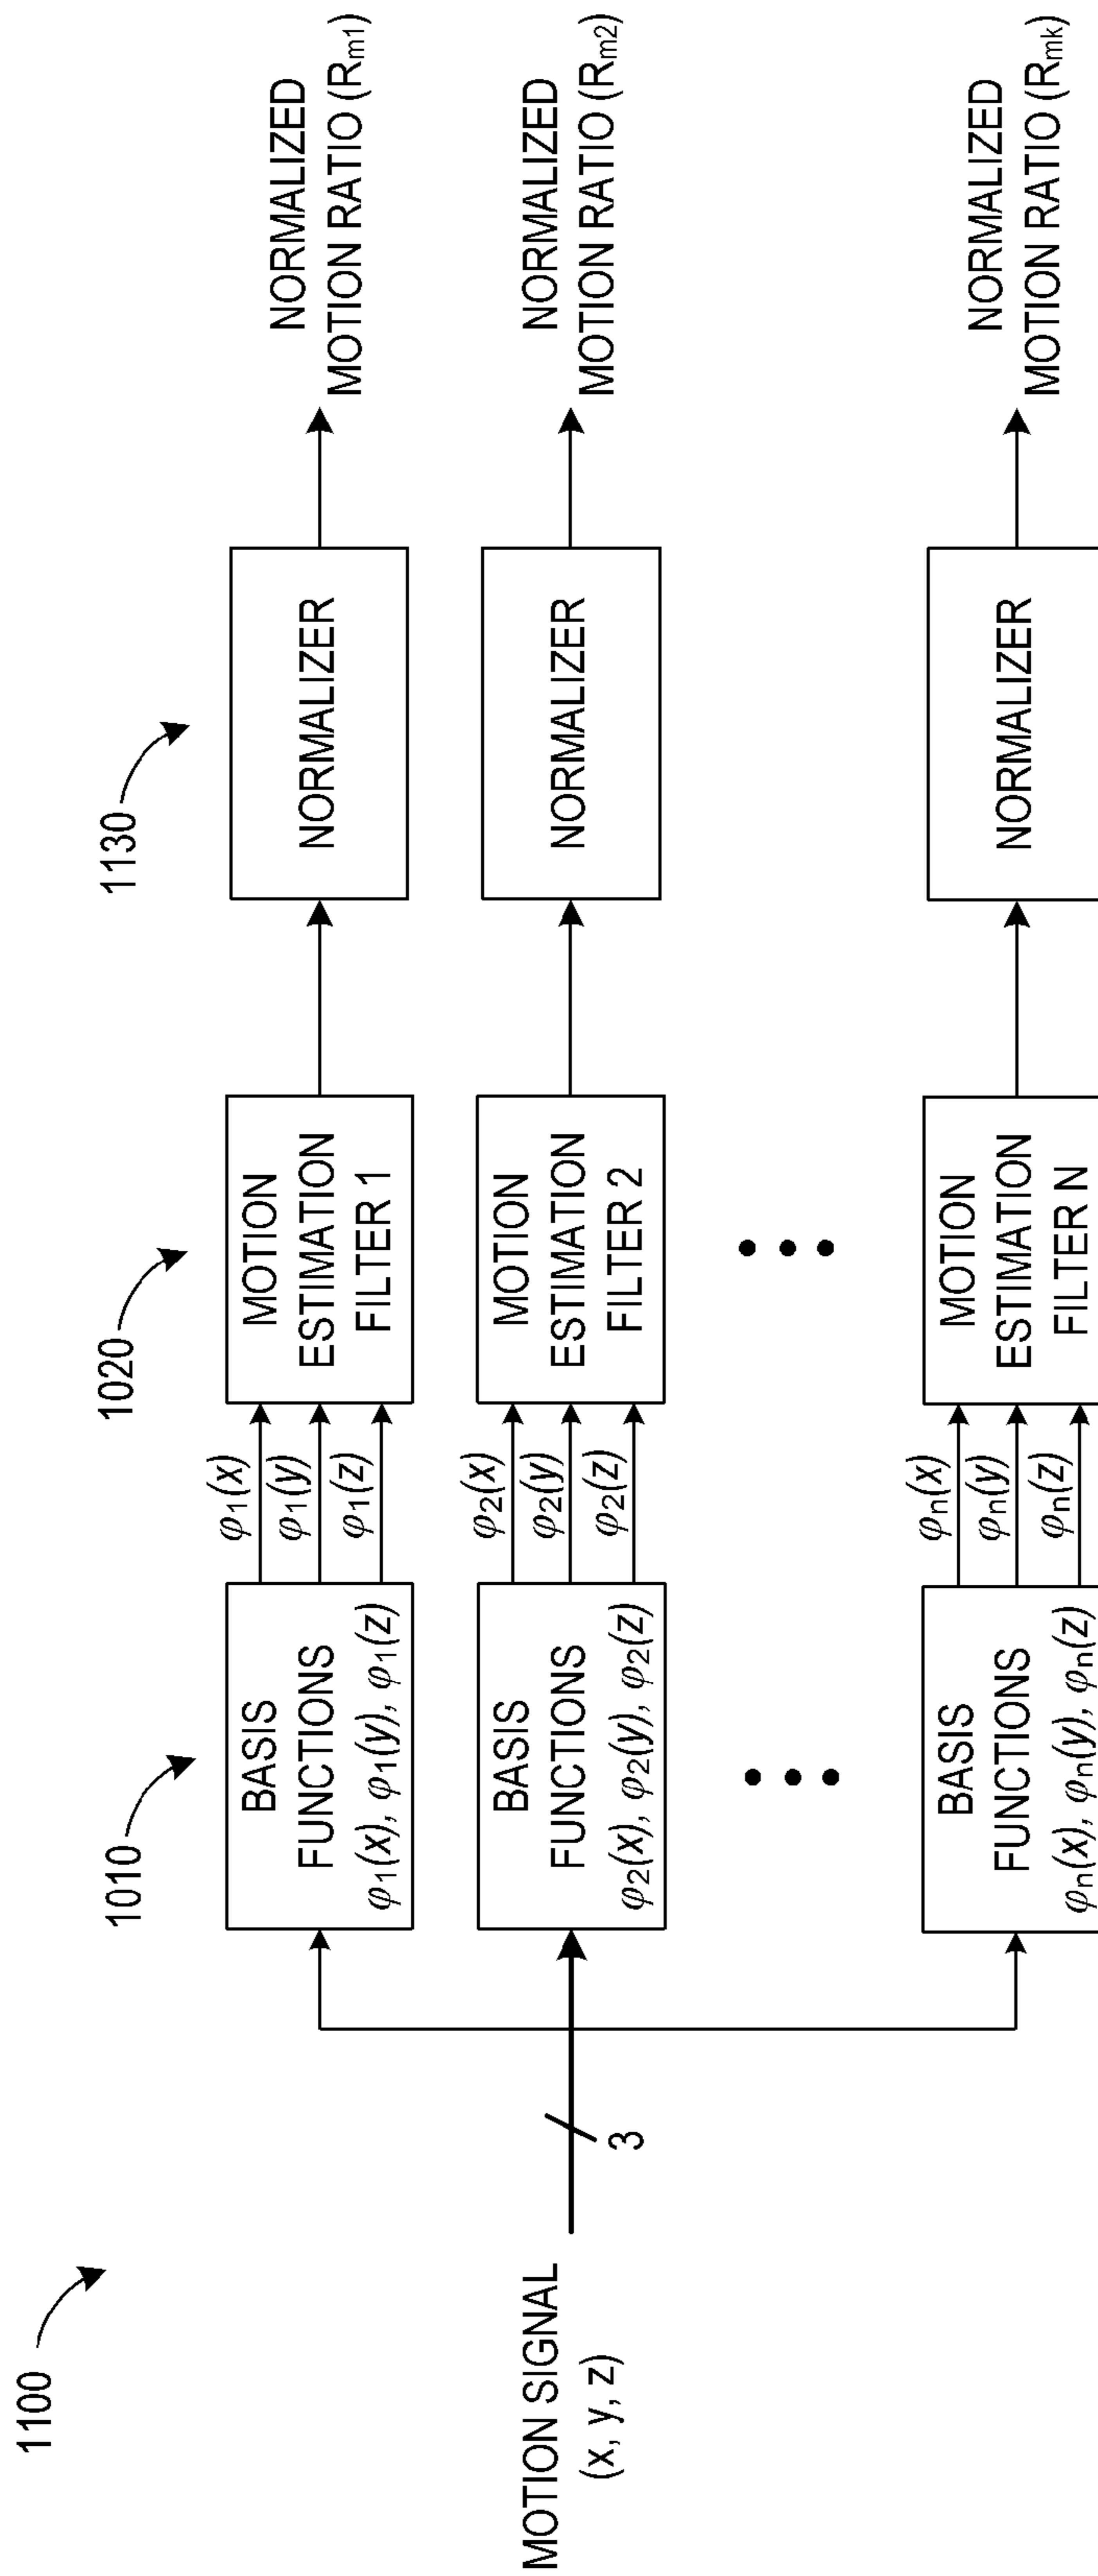 1100
1010
1020
1130
MOTION SIGNAL
(x, y, z)
3
BASIS
FUNCTIONS
φ1(x), φ1(y), φ1(z)
φ1(x)
φ1(y)
φ1(z)
MOTION
ESTIMATION
FILTER 1
NORMALIZER
NORMALIZED
MOTION RATIO (Rm1)
BASIS
FUNCTIONS
φ2(x), φ2(y), φ2(z)
φ2(x)
φ2(y)
φ2(z)
MOTION
ESTIMATION
FILTER 2
NORMALIZER
NORMALIZED
MOTION RATIO (Rm2)
BASIS
FUNCTIONS
φn(x), φn(y), φn(z)
φn(x)
φn(y)
φn(z)
MOTION
ESTIMATION
FILTER N
NORMALIZER
NORMALIZED
MOTION RATIO (Rmk)